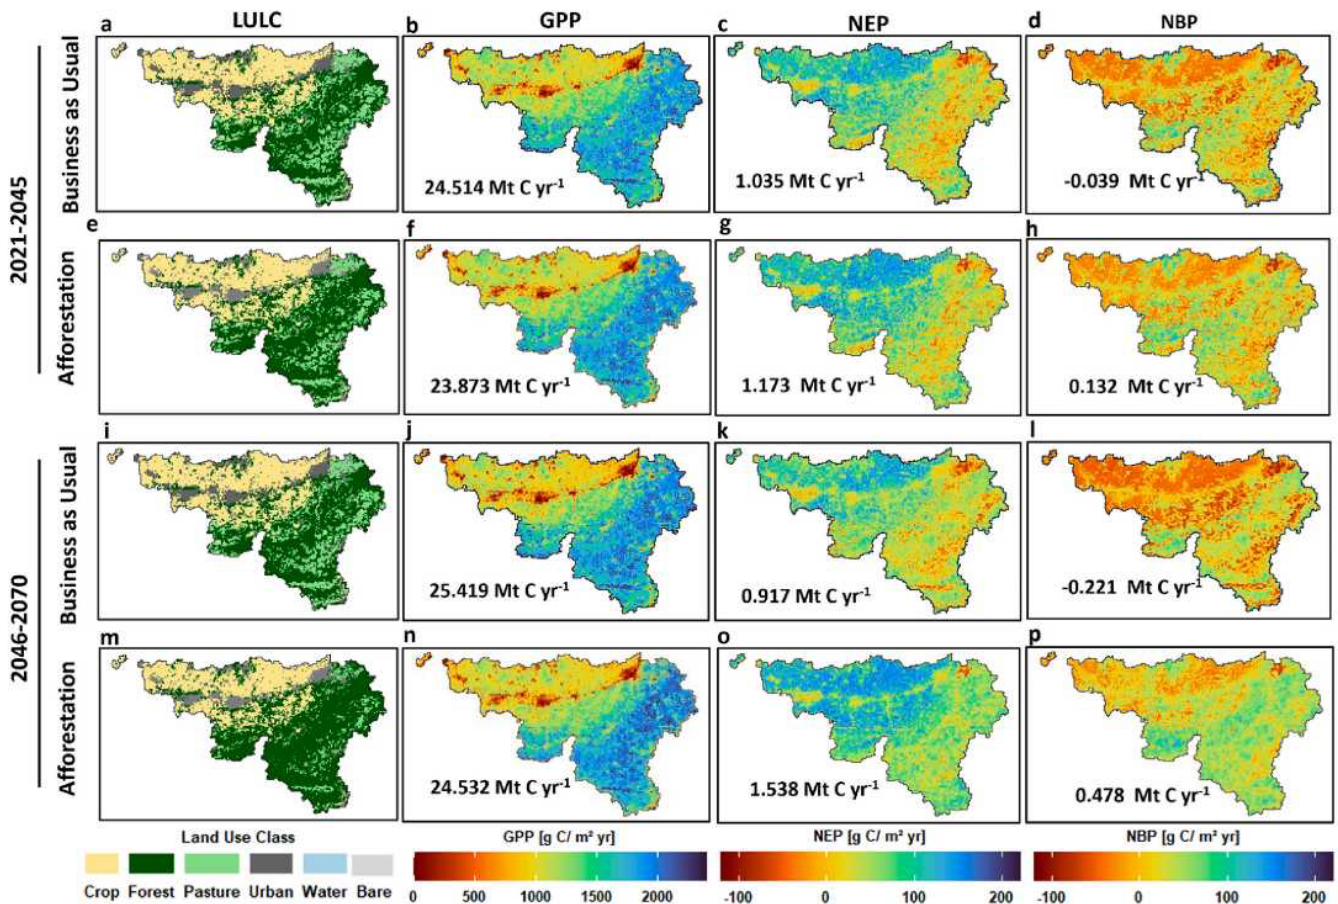 a LULC b GPP c NEP d NBP
2021-2045
Business as Usual
24.514 Mt C yr⁻¹ 1.035 Mt C yr⁻¹ -0.039 Mt C yr⁻¹
e f g h
Afforestation
23.873 Mt C yr⁻¹ 1.173 Mt C yr⁻¹ 0.132 Mt C yr⁻¹
i j k l
2046-2070
Business as Usual
25.419 Mt C yr⁻¹ 0.917 Mt C yr⁻¹ -0.221 Mt C yr⁻¹
m n o p
Afforestation
24.532 Mt C yr⁻¹ 1.538 Mt C yr⁻¹ 0.478 Mt C yr⁻¹
Land Use Class GPP [g C/ m² yr] NEP [g C/ m² yr] NBP [g C/ m² yr]
Crop Forest Pasture Urban Water Bare 0 500 1000 1500 2000 -100 0 100 200 -100 0 100 200